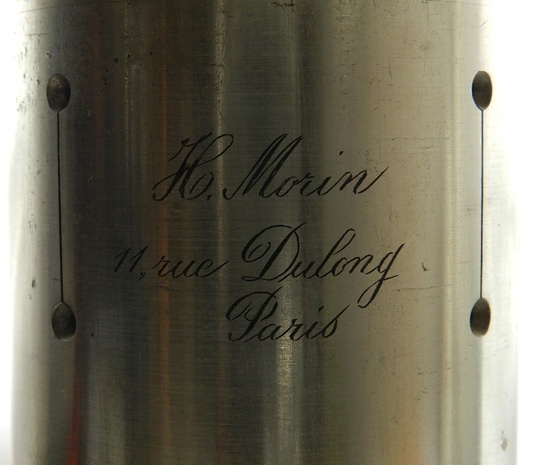 H. Morin
11, rue Dulong
Paris